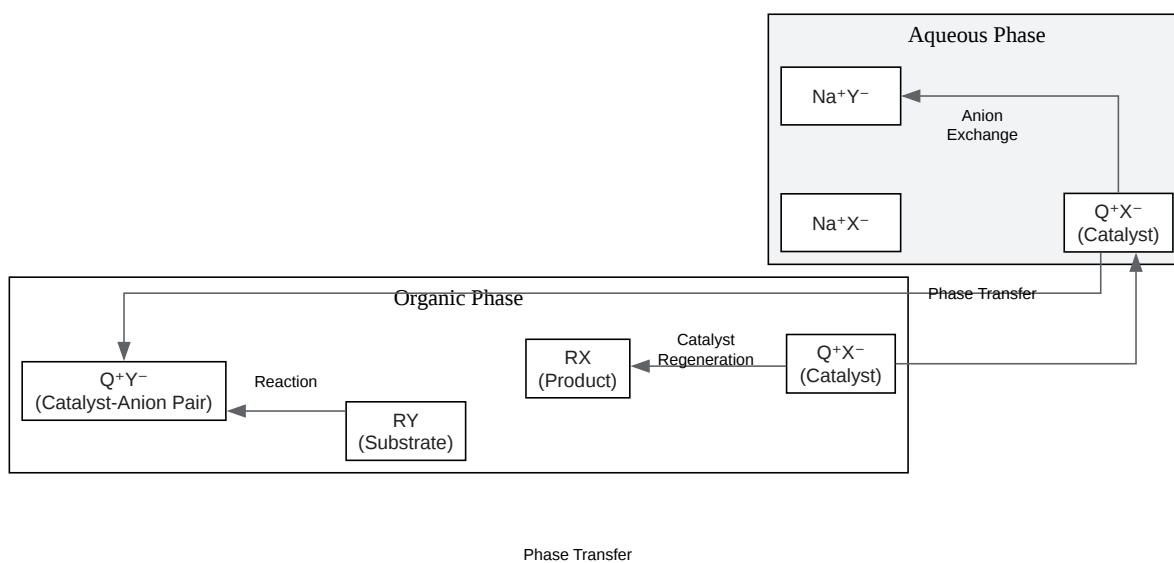 Aqueous Phase
Na⁺Y⁻
Anion
Exchange
Na⁺X⁻
Q⁺X⁻
(Catalyst)
Organic Phase
Phase Transfer
Q⁺Y⁻
(Catalyst-Anion Pair)
Reaction
RY
(Substrate)
RX
(Product)
Catalyst
Regeneration
Q⁺X⁻
(Catalyst)
Phase Transfer